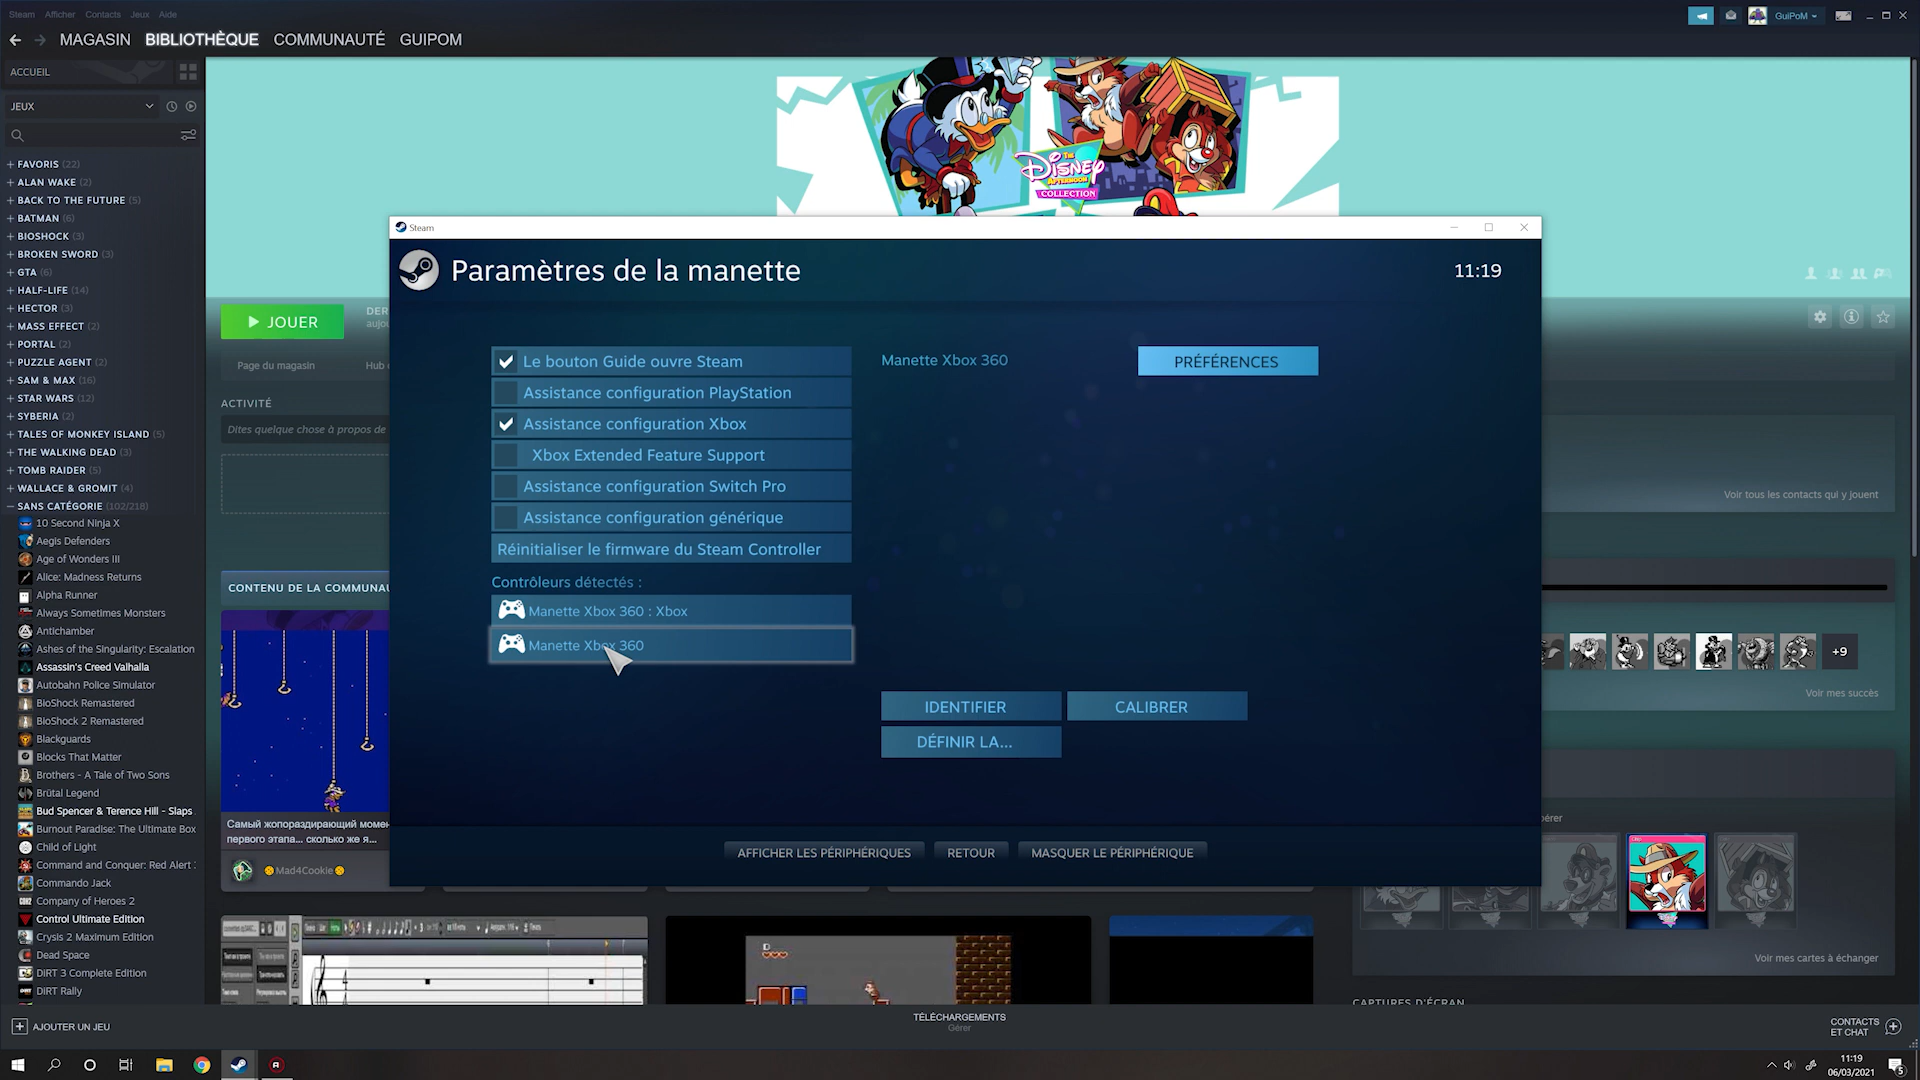 Steam Afficher Contacts Jeux Aide
GuiPoM
MAGASIN BIBLIOTHÈQUE COMMUNAUTÉ GUIPOM
ACCUEIL
JEUX
+ FAVORIS (22)
+ ALAN WAKE (2)
+ BACK TO THE FUTURE (5)
+ BATMAN (6)
+ BIOSHOCK (3)
+ BROKEN SWORD (3)
+ GTA (6)
+ HALF-LIFE (14)
+ HECTOR (3)
+ MASS EFFECT (2)
+ PORTAL (2)
+ PUZZLE AGENT (2)
+ SAM & MAX (16)
+ STAR WARS (12)
+ SYBERIA (2)
+ TALES OF MONKEY ISLAND (5)
+ THE WALKING DEAD (3)
+ TOMB RAIDER (5)
+ WALLACE & GROMIT (4)
— SANS CATÉGORIE (102/218)
10 Second Ninja X
Aegis Defenders
Age of Wonders III
Alice: Madness Returns
Alpha Runner
Always Sometimes Monsters
Antichamber
Ashes of the Singularity: Escalation
Assassin's Creed Valhalla
Autobahn Police Simulator
BioShock Remastered
BioShock 2 Remastered
Blackguards
Blocks That Matter
Brothers - A Tale of Two Sons
Brütal Legend
Bud Spencer & Terence Hill - Slaps
Burnout Paradise: The Ultimate Box
Child of Light
Command and Conquer: Red Alert
Commando Jack
Company of Heroes 2
Control Ultimate Edition
Crysis 2 Maximum Edition
Dead Space
DiRT 3 Complete Edition
DiRT Rally
THE
Disney
AFTERNOON
COLLECTION
JOUER
DER
aujou
Page du magasin
Hub
ACTIVITÉ
Dites quelque chose à propos de
CONTENU DE LA COMMUNAU
Самый жопораздирающий момен
первого этапа... сколько же я...
Mad4Cookie
Steam
Paramètres de la manette
11:19
Le bouton Guide ouvre Steam
Assistance configuration PlayStation
Assistance configuration Xbox
Xbox Extended Feature Support
Assistance configuration Switch Pro
Assistance configuration générique
Réinitialiser le firmware du Steam Controller
Contrôleurs détectés :
Manette Xbox 360 : Xbox
Manette Xbox 360
Manette Xbox 360
PRÉFÉRENCES
IDENTIFIER
CALIBRER
DÉFINIR LA...
AFFICHER LES PÉRIPHÉRIQUES
RETOUR
MASQUER LE PÉRIPHÉRIQUE
Voir tous les contacts qui y jouent
+9
Voir mes succès
pérer
Voir mes cartes à échanger
CAPTURES D'ÉCRAN
AJOUTER UN JEU
TÉLÉCHARGEMENTS
Gérer
CONTACTS
ET CHAT
11:19
06/03/2021
5